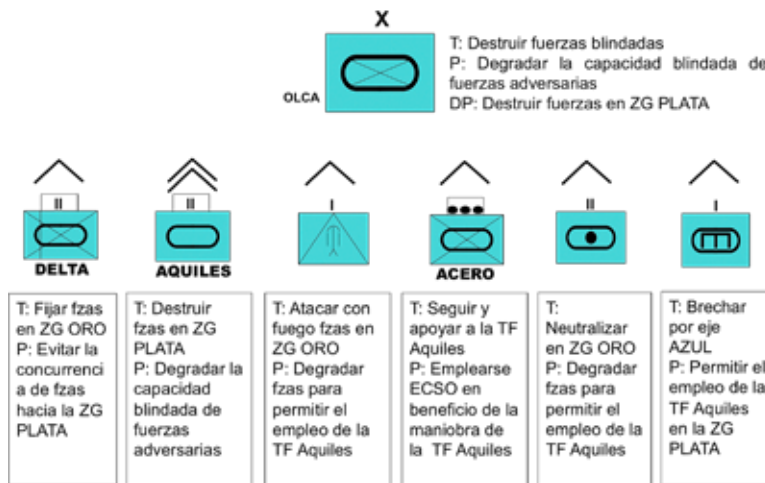 X
OLCA
T: Destruir fuerzas blindadas
P: Degradar la capacidad blindada de
fuerzas adversarias
DP: Destruir fuerzas en ZG PLATA
II
DELTA
II
AQUILES
I
ACERO
II
I
T: Fijar fzas
en ZG ORO
P: Evitar la
concurrenci
a de fzas
hacia la ZG
PLATA
T: Destruir
fzas en ZG
PLATA
P: Degradar la
capacidad
blindada de
fuerzas
adversarias
T: Atacar con
fuego fzas en
ZG ORO
P: Degradar
fzas para
permitir el
empleo de la
TF Aquiles
T: Seguir y
apoyar a la TF
Aquiles
P: Emplearse
ECSO en
beneficio de la
maniobra de
la TF Aquiles
T:
Neutralizar
en ZG ORO
P: Degradar
fzas para
permitir el
empleo de la
TF Aquiles
T: Brechar
por eje
AZUL
P: Permitir el
empleo de la
TF Aquiles
en la ZG
PLATA